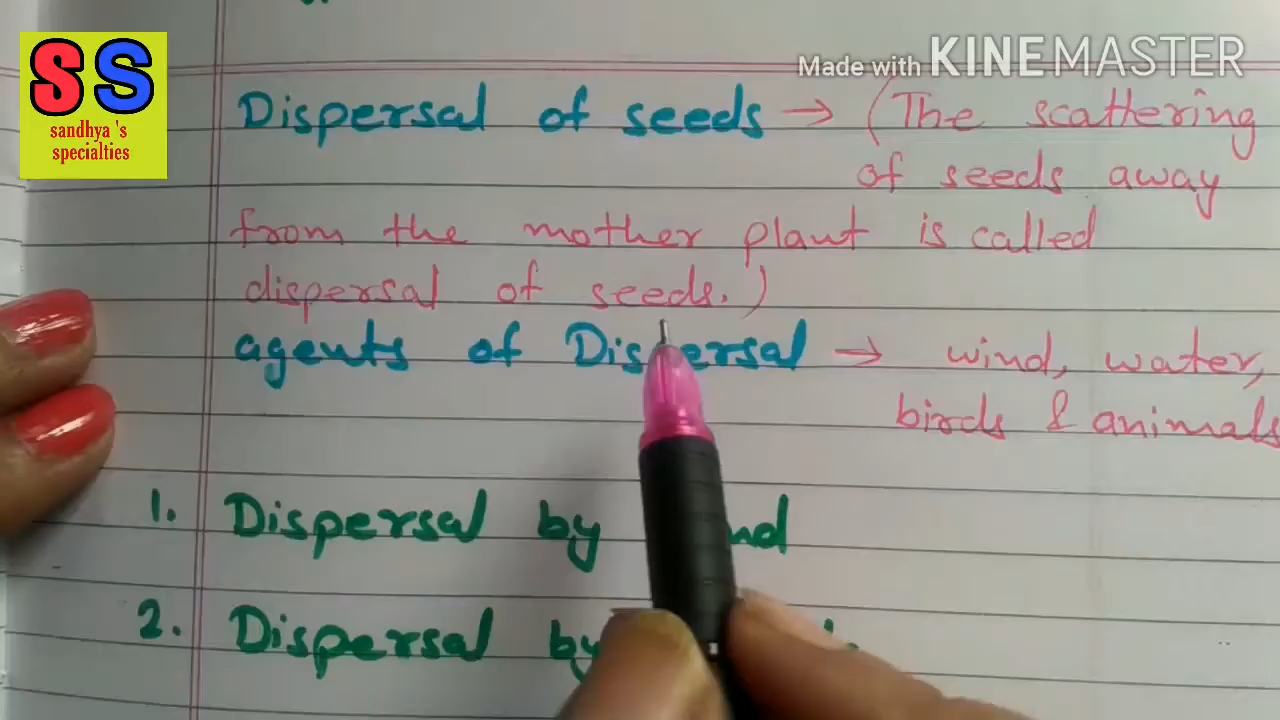 SS
sandhya 's
specialties
Made with KINEMASTER
Dispersal of seeds → (The scattering
of seeds away
from the mother plant is called
dispersal of seeds.)
agents of Dispersal → wind, water,
birds & animals
1. Dispersal by
2. Dispersal by